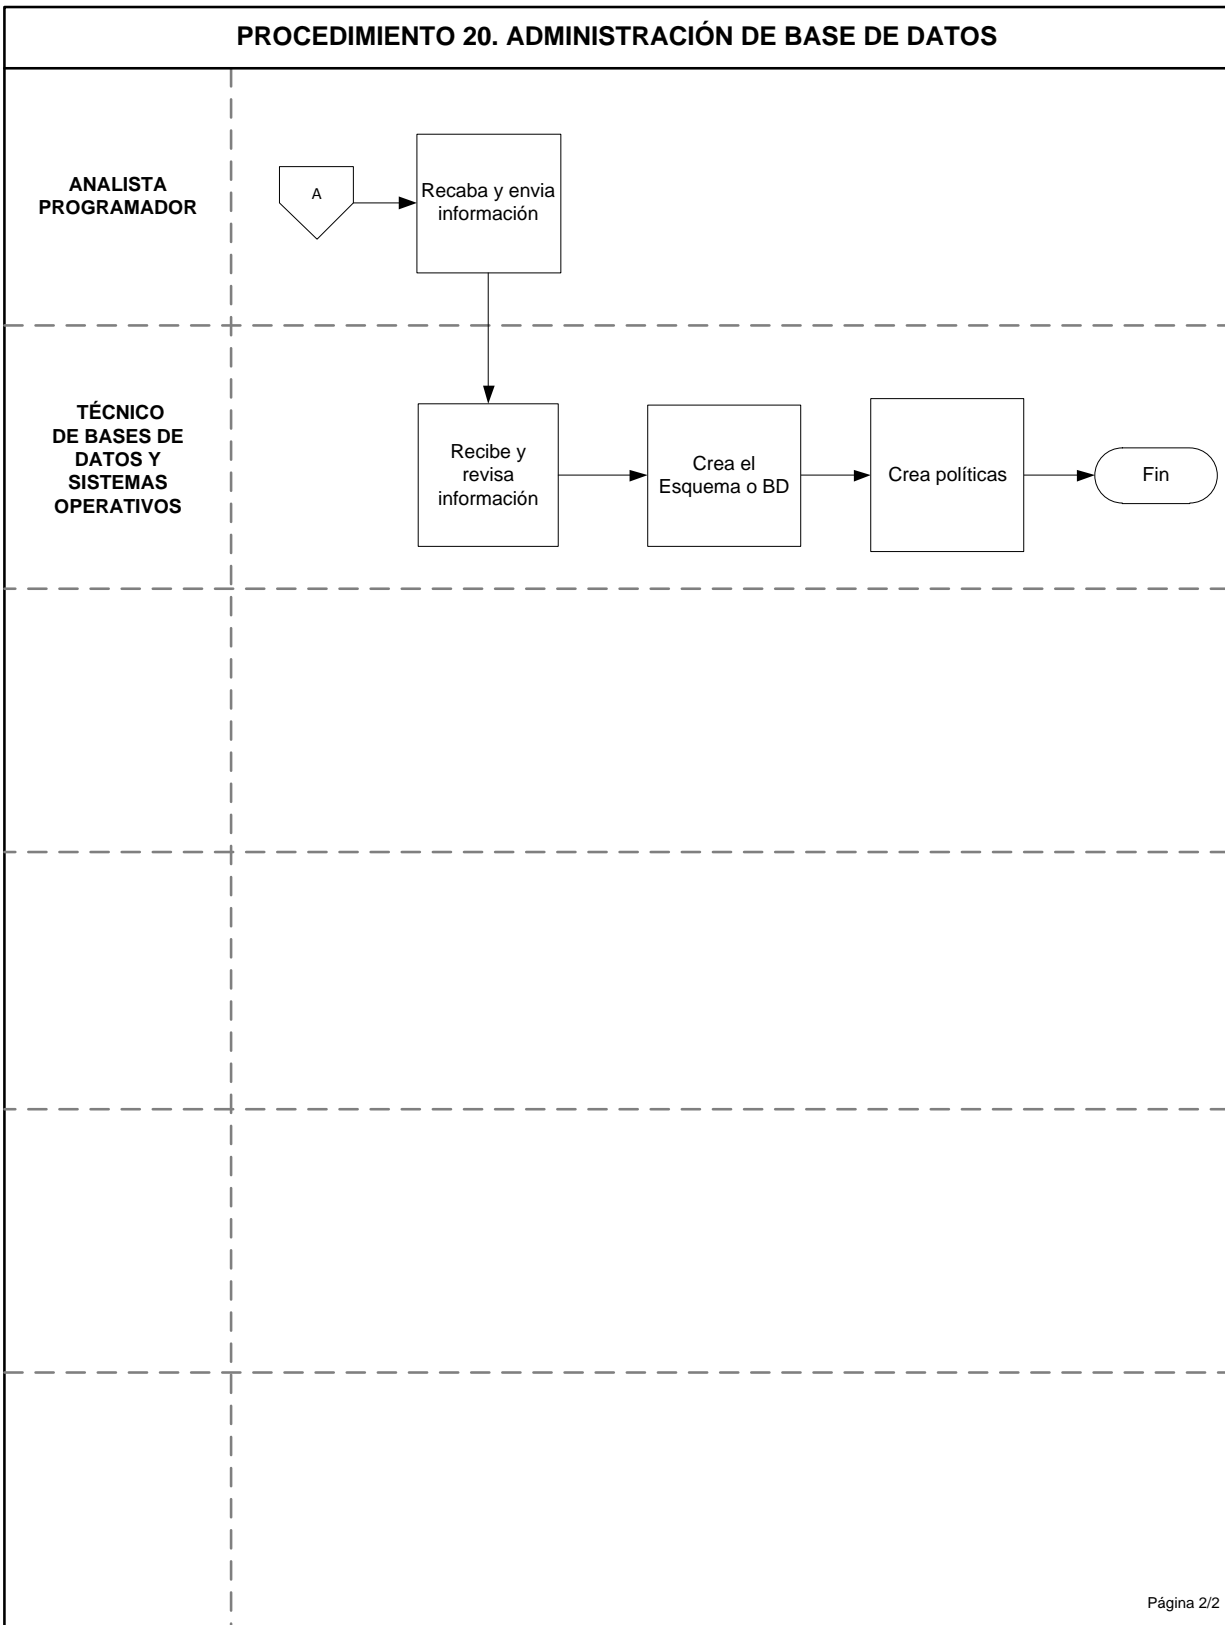 PROCEDIMIENTO 20. ADMINISTRACIÓN DE BASE DE DATOS
ANALISTA
PROGRAMADOR
A
Recaba y envia
información
TÉCNICO
DE BASES DE
DATOS Y
SISTEMAS
OPERATIVOS
Recibe y
revisa
información
Crea el
Esquema o BD
Crea políticas
Fin
Página 2/2